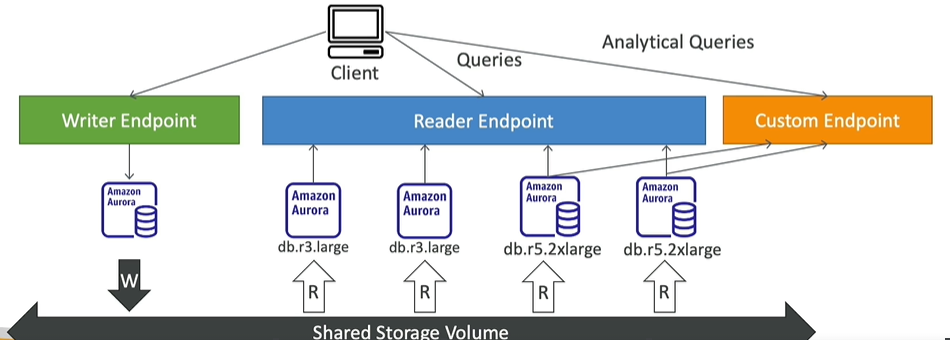 Analytical Queries
Queries
Client
Writer Endpoint
Reader Endpoint
Custom Endpoint
Amazon
Aurora
Amazon
Aurora
db.r3.large
Amazon
Aurora
db.r3.large
Amazon
Aurora
db.r5.2xlarge
Amazon
Aurora
db.r5.2xlarge
W
R
R
R
R
Shared Storage Volume